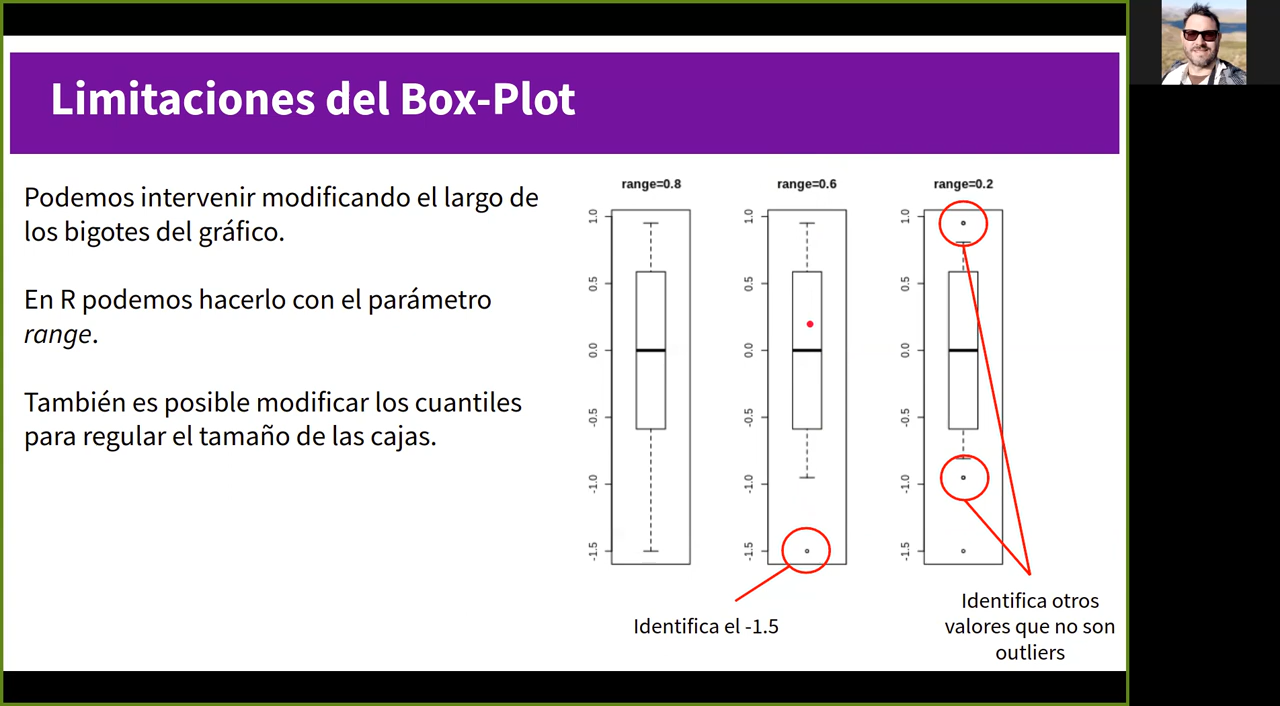 Limitaciones del Box-Plot
Podemos intervenir modificando el largo de
los bigotes del gráfico.
En R podemos hacerlo con el parámetro
range.
También es posible modificar los cuantiles
para regular el tamaño de las cajas.
range=0.8
1.0
0.5
0.0
-0.5
-1.0
-1.5
range=0.6
1.0
0.5
0.0
-0.5
-1.0
-1.5
range=0.2
1.0
0.5
0.0
-0.5
-1.0
-1.5
Identifica el -1.5
Identifica otros
valores que no son
outliers